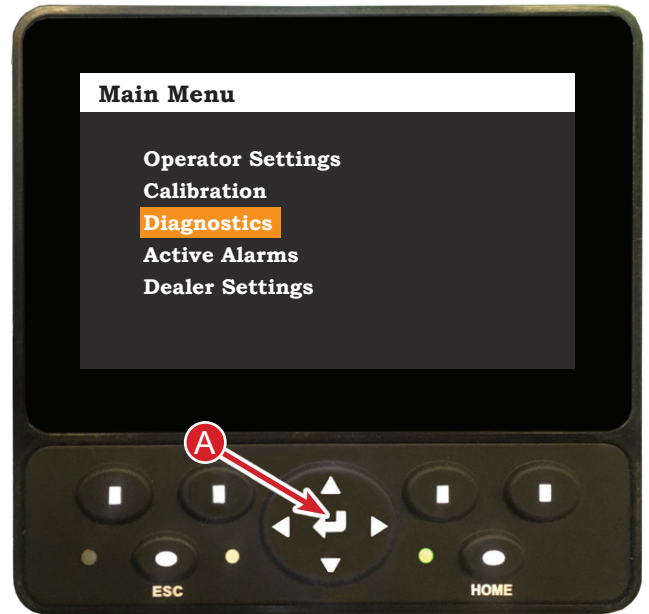 Main Menu
Operator Settings
Calibration
Diagnostics
Active Alarms
Dealer Settings
A
ESC
HOME